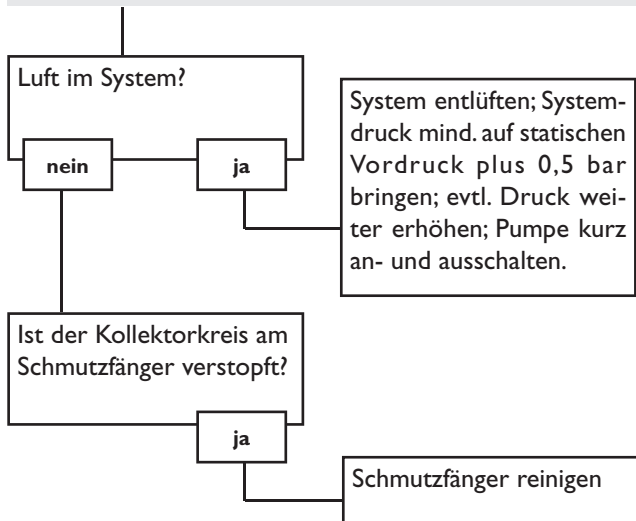 Luft im System?
nein
ja
System entlüften; System-
druck mind. auf statischen
Vordruck plus 0,5 bar
bringen; evtl. Druck wei-
ter erhöhen; Pumpe kurz
an- und ausschalten.
Ist der Kollektorkreis am
Schmutzfänger verstopft?
ja
Schmutzfänger reinigen